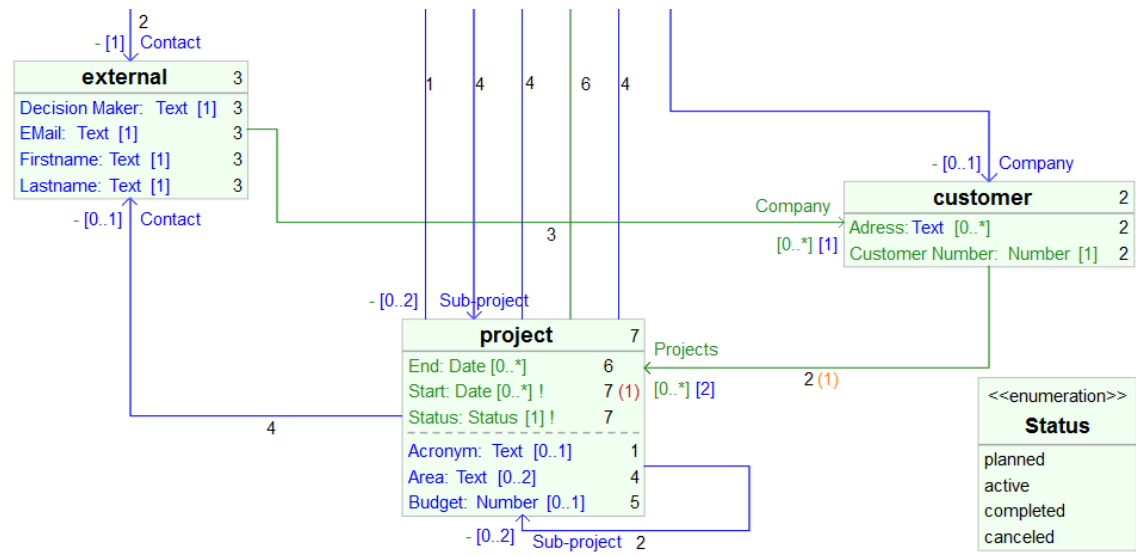 2
- [1] Contact
external 3
Decision Maker: Text [1] 3
EMail: Text [1] 3
Firstname: Text [1] 3
Lastname: Text [1] 3
- [0..1] Contact
1 4 4 6 4
- [0..1] Company
customer 2
Adress: Text [0..*] 2
Customer Number: Number [1] 2
Company
[0..*] [1]
3
- [0..2] Sub-project
project 7
End: Date [0..*] 6
Start: Date [0..*] ! 7 (1)
Status: Status [1] ! 7
Acronym: Text [0..1] 1
Area: Text [0..2] 4
Budget: Number [0..1] 5
Projects
[0..*] [2]
2 (1)
4
- [0..2] Sub-project 2
<<enumeration>>
Status
planned
active
completed
canceled